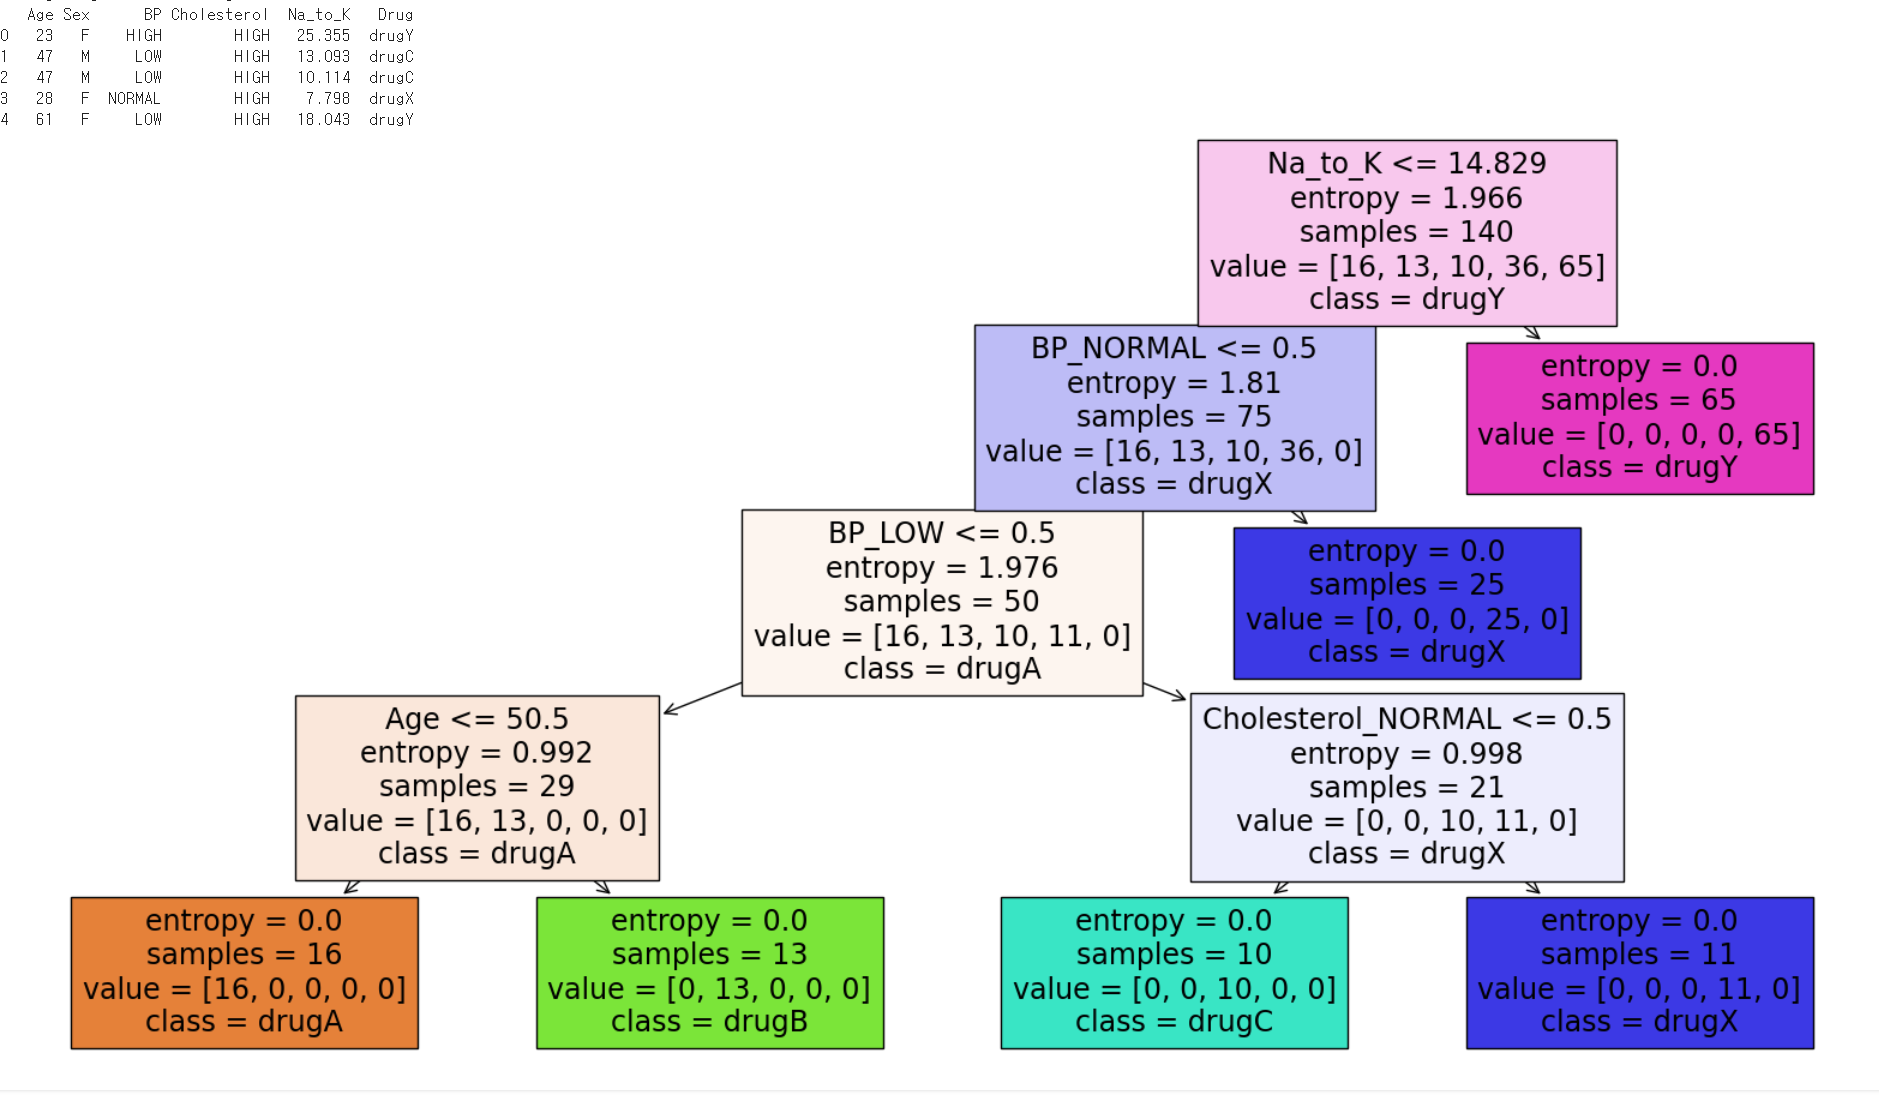 Age Sex BP Cholesterol Na_to_K Drug
0 23 F HIGH HIGH 25.355 drugY
1 47 M LOW HIGH 13.093 drugC
2 47 M LOW HIGH 10.114 drugC
3 28 F NORMAL HIGH 7.798 drugX
4 61 F LOW HIGH 18.043 drugY
Na_to_K <= 14.829
entropy = 1.966
samples = 140
value = [16, 13, 10, 36, 65]
class = drugY
BP_NORMAL <= 0.5
entropy = 1.81
samples = 75
value = [16, 13, 10, 36, 0]
class = drugX
entropy = 0.0
samples = 65
value = [0, 0, 0, 0, 65]
class = drugY
BP_LOW <= 0.5
entropy = 1.976
samples = 50
value = [16, 13, 10, 11, 0]
class = drugA
entropy = 0.0
samples = 25
value = [0, 0, 0, 25, 0]
class = drugX
Age <= 50.5
entropy = 0.992
samples = 29
value = [16, 13, 0, 0, 0]
class = drugA
Cholesterol_NORMAL <= 0.5
entropy = 0.998
samples = 21
value = [0, 0, 10, 11, 0]
class = drugX
entropy = 0.0
samples = 16
value = [16, 0, 0, 0, 0]
class = drugA
entropy = 0.0
samples = 13
value = [0, 13, 0, 0, 0]
class = drugB
entropy = 0.0
samples = 10
value = [0, 0, 10, 0, 0]
class = drugC
entropy = 0.0
samples = 11
value = [0, 0, 0, 11, 0]
class = drugX